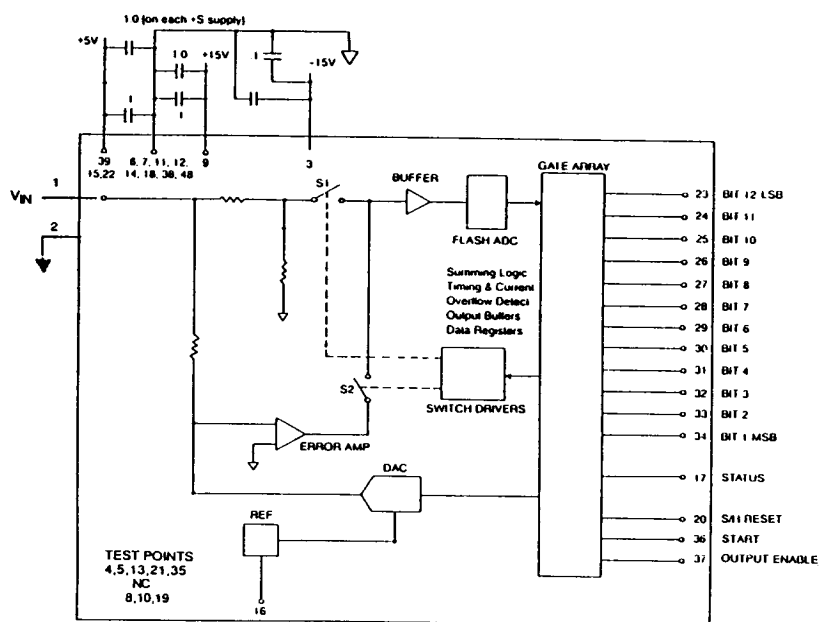 1 0 (on each +S supply)
+5V
1 0
+15V
1
-15V
1
1
39
15,22
6, 7, 11, 12,
14, 18, 38, 48
9
3
VIN
1
2
S1
BUFFER
FLASH ADC
GATE ARRAY
Summing Logic
Timing & Current
Overflow Detect
Output Buffers
Data Registers
S2
SWITCH DRIVERS
ERROR AMP
DAC
REF
16
TEST POINTS
4,5,13,21,35
NC
8,10,19
23 BIT 12 LSB
24 BIT 11
25 BIT 10
26 BIT 9
27 BIT 8
28 BIT 7
29 BIT 6
30 BIT 5
31 BIT 4
32 BIT 3
33 BIT 2
34 BIT 1 MSB
17 STATUS
20 S/H RESET
36 START
37 OUTPUT ENABLE